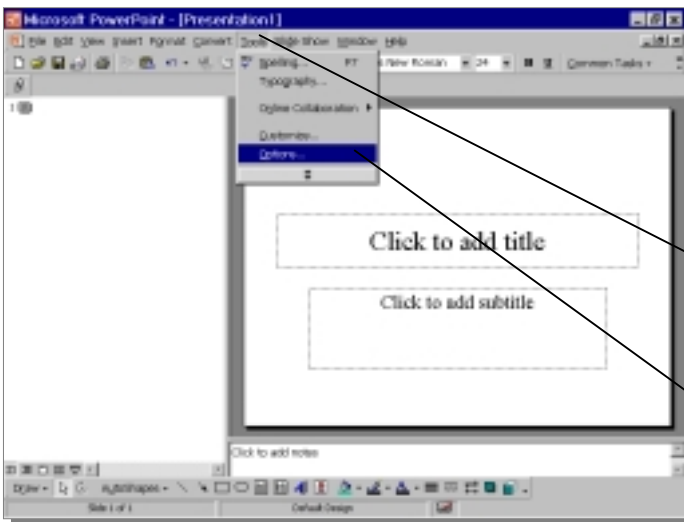 Microsoft PowerPoint - [Presentation1]
File Edit View Insert Format Convert Tools Slide Show Window Help
New Roman 24 B U Common Tasks
Spelling... F7
Typography...
Online Collaboration
Customize...
Options...
1
Click to add title
Click to add subtitle
Click to add notes
Draw AutoShapes
Slide 1 of 1 Default Design